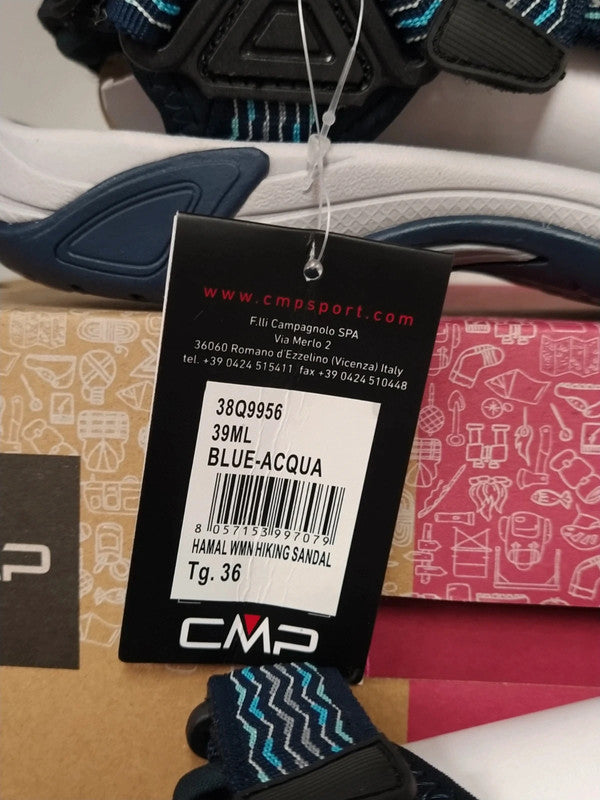 www.cmpsport.com
F.lli Campagnolo SPA
Via Merlo 2
36060 Romano d'Ezzelino (Vicenza) Italy
tel. +39 0424 515411 fax +39 0424 510448
38Q9956
39ML
BLUE-ACQUA
8 057153 997079
HAMAL WMN HIKING SANDAL
Tg. 36
CMP